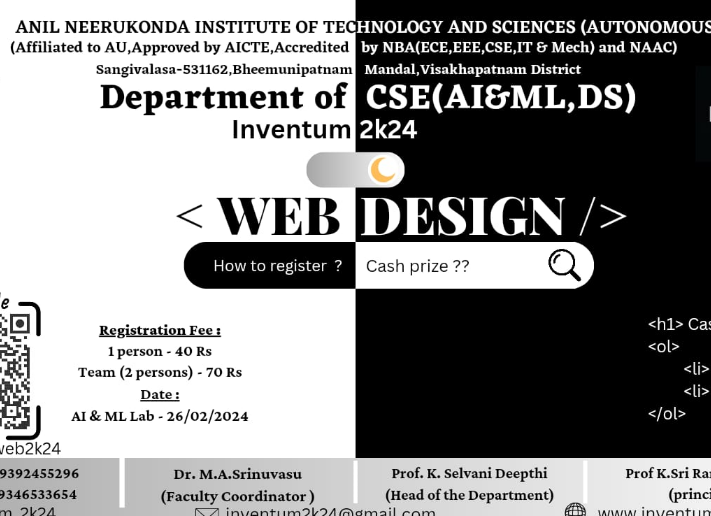 ANIL NEERUKONDA INSTITUTE OF TECHNOLOGY AND SCIENCES (AUTONOMOUS
(Affiliated to AU,Approved by AICTE,Accredited by NBA(ECE,EEE,CSE,IT & Mech) and NAAC)
Sangivalasa-531162,Bheemunipatnam Mandal,Visakhapatnam District
Department of CSE(AI&ML,DS)
Inventum 2k24
< WEB DESIGN />
How to register ?
Cash prize ??
Registration Fee :
1 person - 40 Rs
Team (2 persons) - 70 Rs
Date :
AI & ML Lab - 26/02/2024
web2k24
<h1> Cas
<ol>
<li>
<li>
</ol>
9392455296
9346533654
Dr. M.A.Srinuvasu
(Faculty Coordinator )
Prof. K. Selvani Deepthi
(Head of the Department)
Prof K.Sri Ra
(princi
2k24
inventum2k24@gmail.com
www.inventum